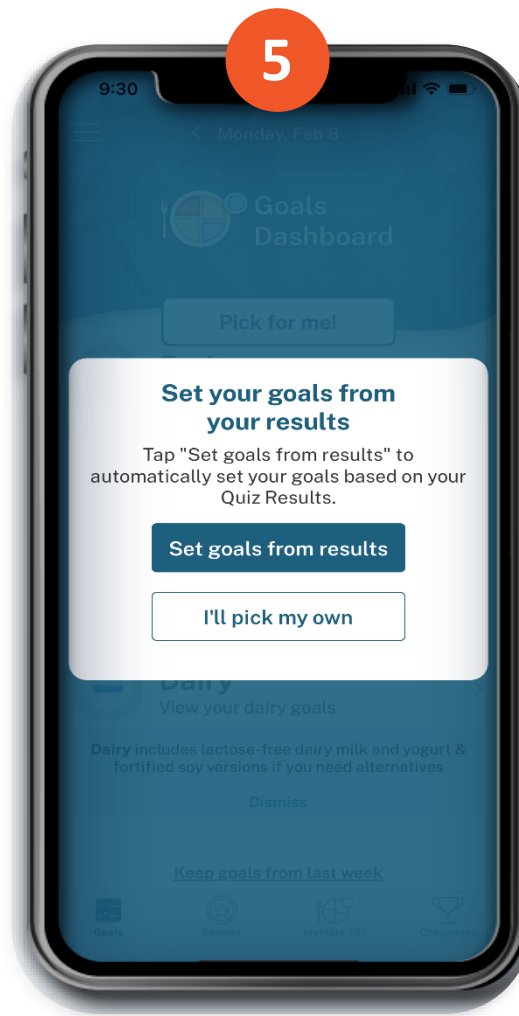 5
9:30
Monday, Feb 8
Goals
Dashboard
Pick for me!
Set your goals from
your results
Tap "Set goals from results" to
automatically set your goals based on your
Quiz Results.
Set goals from results
I'll pick my own
Dairy
View your dairy goals
Dairy includes lactose-free dairy milk and yogurt &
fortified soy versions if you need alternatives
Dismiss
Keep goals from last week
Goals Badges MyPlate 101 Challenges